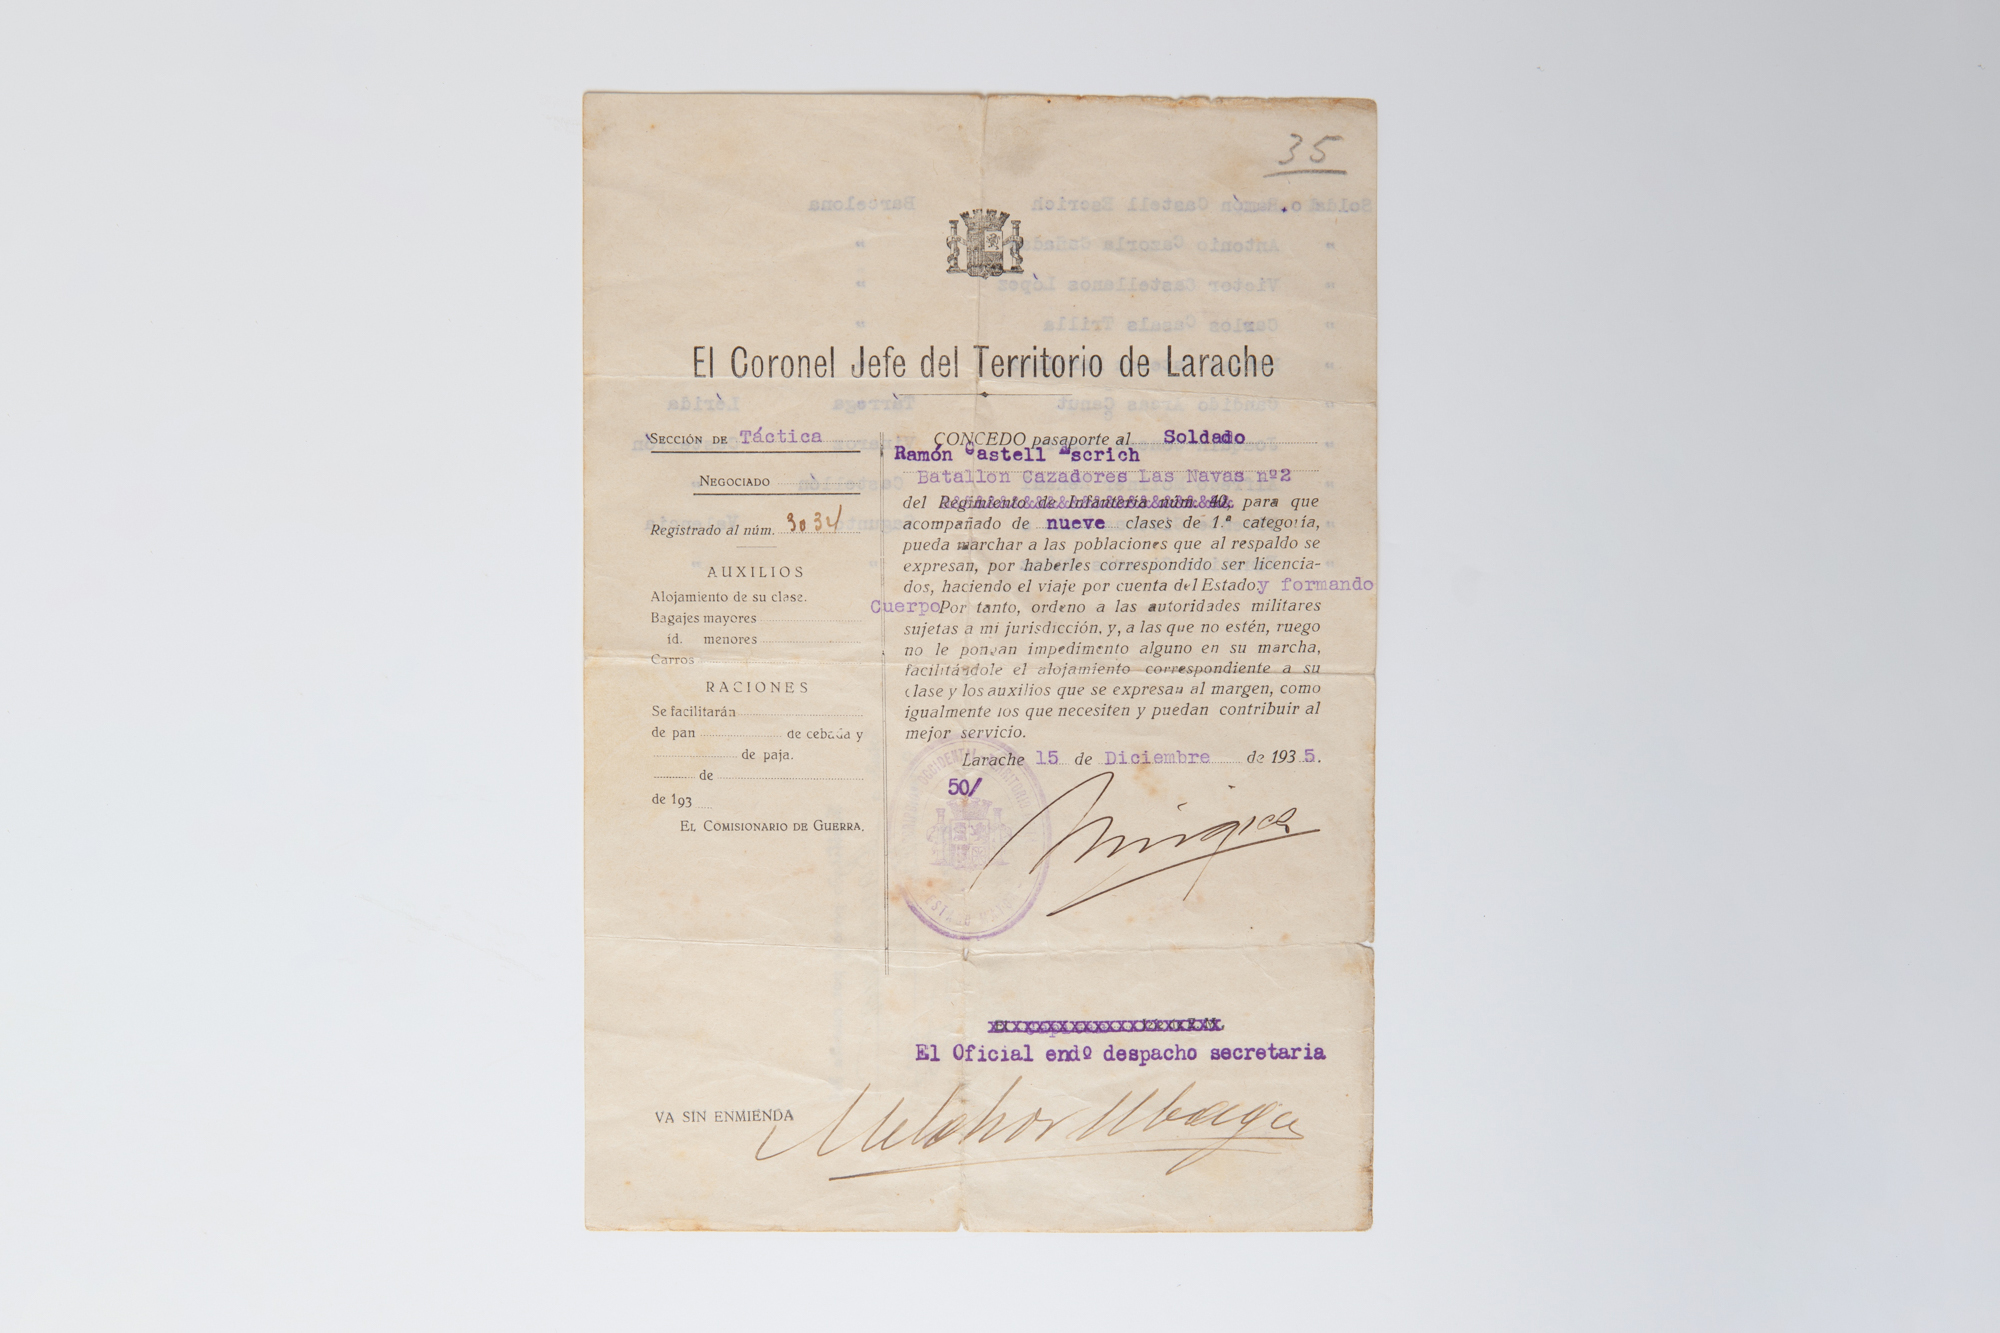 35
El Coronel Jefe del Territorio de Larache
SECCIÓN DE Táctica
NEGOCIADO
Registrado al núm. 3034
AUXILIOS
Alojamiento de su clase.
Bagajes mayores
id. menores
Carros
RACIONES
Se facilitarán
de pan de cebada y
de paja.
de
de 193
EL COMISIONARIO DE GUERRA.
CONCEDO pasaporte al Soldado
Ramón Castell Escrich
Batallon Cazadores Las Navas nº2
del Regimiento de Infantería núm. 40, para que
acompañado de nueve clases de 1.ª categoría,
pueda marchar a las poblaciones que al respaldo se
expresan, por haberles correspondido ser licencia-
dos, haciendo el viaje por cuenta del Estado y formando
Cuerpo Por tanto, ordeno a las autoridades militares
sujetas a mi jurisdicción, y, a las que no estén, ruego
no le pongan impedimento alguno en su marcha,
facilitándole el alojamiento correspondiente a su
clase y los auxilios que se expresan al margen, como
igualmente los que necesiten y puedan contribuir al
mejor servicio.
Larache 15 de Diciembre de 1935.
50/
OCCIDENTAL
ESTADO MAYOR
El Oficial endº despacho secretaria
VA SIN ENMIENDA
Melchor Ubaga